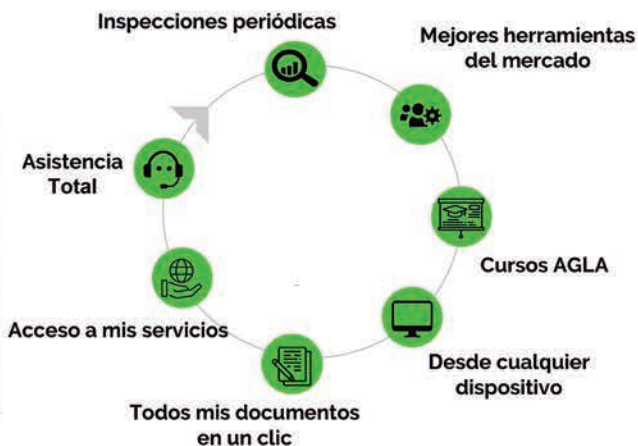 Inspecciones periódicas
Mejores herramientas
del mercado
Cursos AGLA
Desde cualquier
dispositivo
Todos mis documentos
en un clic
Acceso a mis servicios
Asistencia
Total